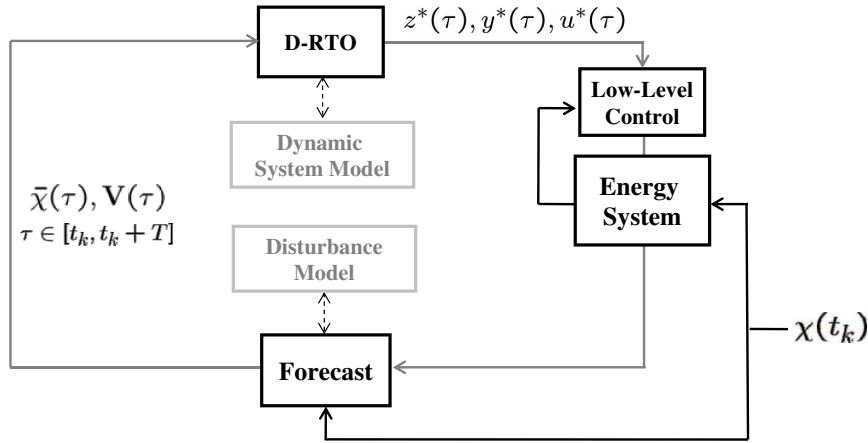 D-RTO
z*(τ), y*(τ), u*(τ)
Low-Level
Control
Dynamic
System Model
Energy
System
χ̄(τ), V(τ)
τ ∈ [t_k, t_k + T]
Disturbance
Model
χ(t_k)
Forecast